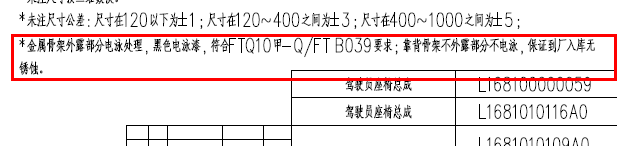 *未注尺寸公差：尺寸在120以下为±1；尺寸在120~400之间为±3；尺寸在400~1000之间为±5；
*金属骨架外露部分电泳处理，黑色电泳漆，符合FTQ10甲-Q/FT B039要求；靠背骨架不外露部分不电泳，保证到厂入库无
锈蚀。
驾驶员座椅总成 L168100000059
驾驶员座椅总成 L1681010116A0
L1681010109A0